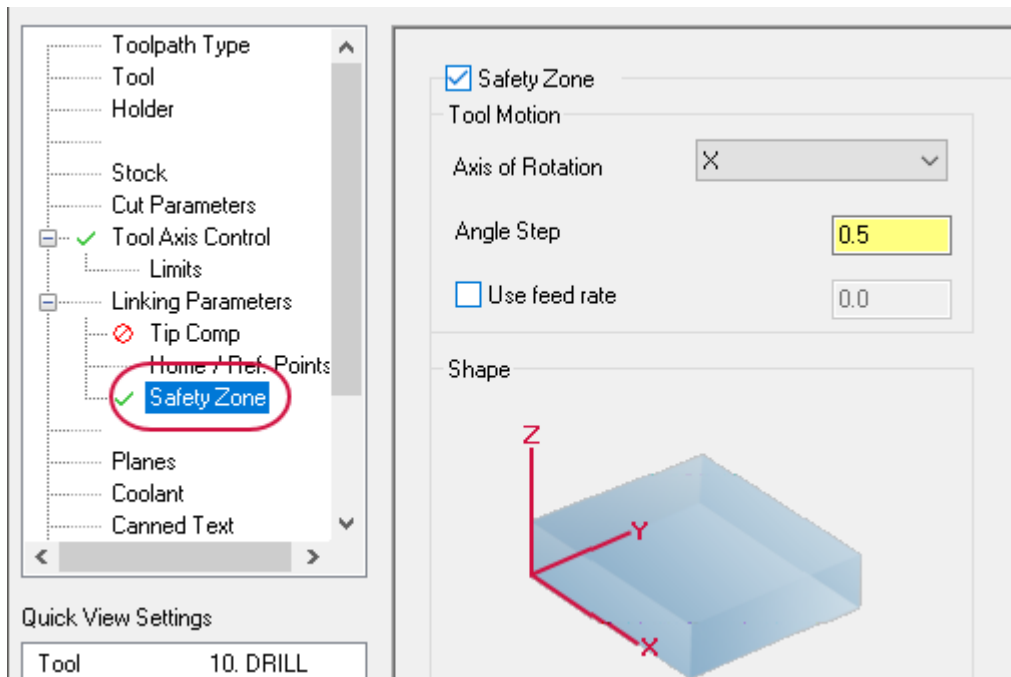 Toolpath Type
Tool
Holder
Stock
Cut Parameters
Tool Axis Control
Limits
Linking Parameters
Tip Comp
Home / Ref. Points
Safety Zone
Planes
Coolant
Canned Text
Quick View Settings
Tool 10. DRILL
Safety Zone
Tool Motion
Axis of Rotation X
Angle Step 0.5
Use feed rate 0.0
Shape
Z
Y
X